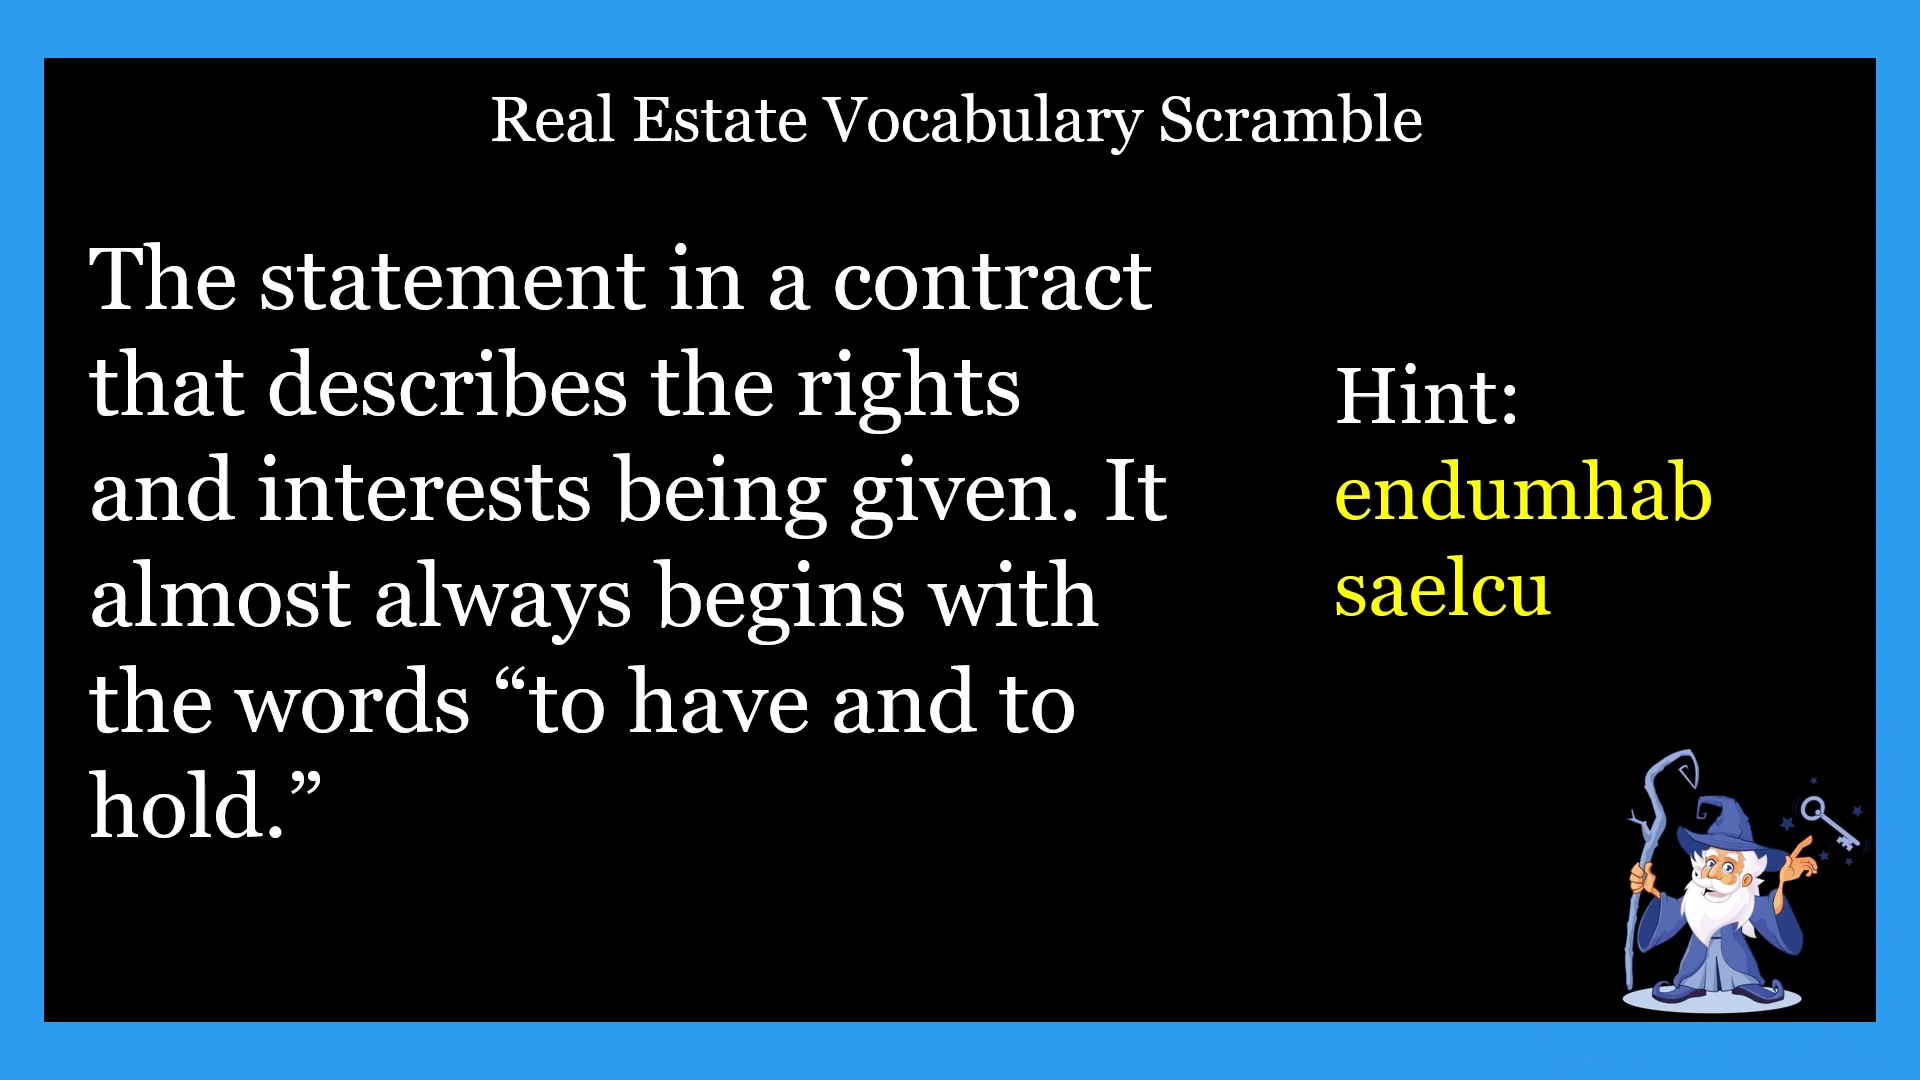 Real Estate Vocabulary Scramble
The statement in a contract
that describes the rights
and interests being given. It
almost always begins with
the words “to have and to
hold.”
Hint:
endumhab
saelcu